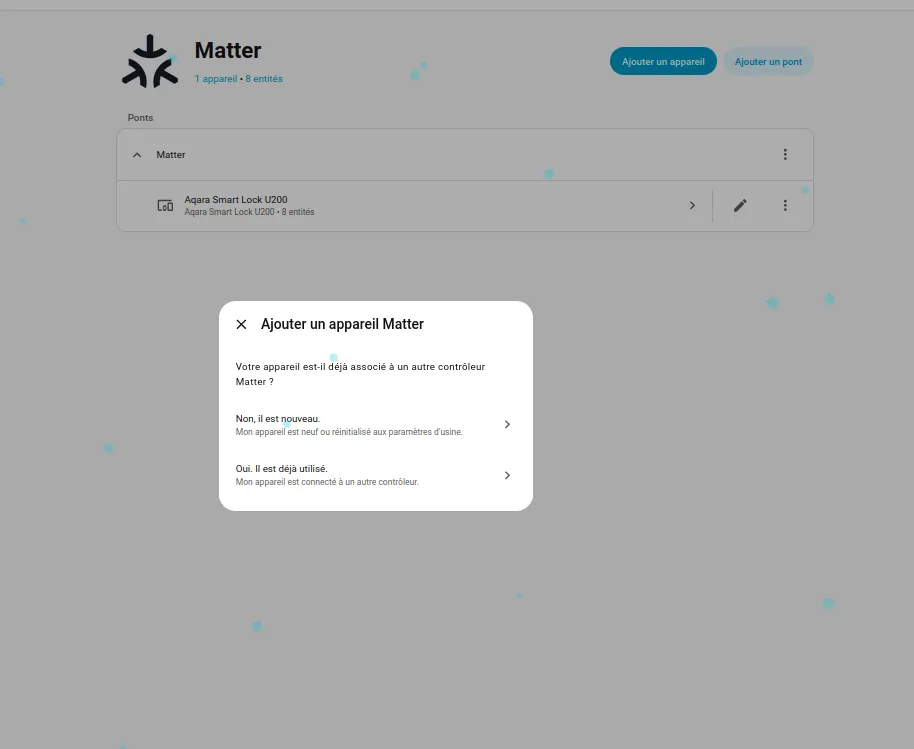 Matter
1 appareil • 8 entités
Ajouter un appareil
Ajouter un pont
Ponts
Matter
Aqara Smart Lock U200
Aqara Smart Lock U200 • 8 entités
Ajouter un appareil Matter
Votre appareil est-il déjà associé à un autre contrôleur
Matter ?
Non, il est nouveau.
Mon appareil est neuf ou réinitialisé aux paramètres d'usine.
Oui. Il est déjà utilisé.
Mon appareil est connecté à un autre contrôleur.